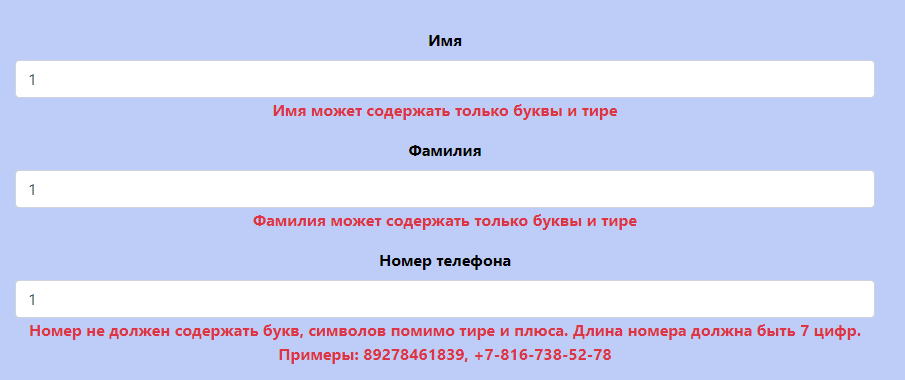 Имя
1
Имя может содержать только буквы и тире
Фамилия
1
Фамилия может содержать только буквы и тире
Номер телефона
1
Номер не должен содержать букв, символов помимо тире и плюса. Длина номера должна быть 7 цифр.
Примеры: 89278461839, +7-816-738-52-78